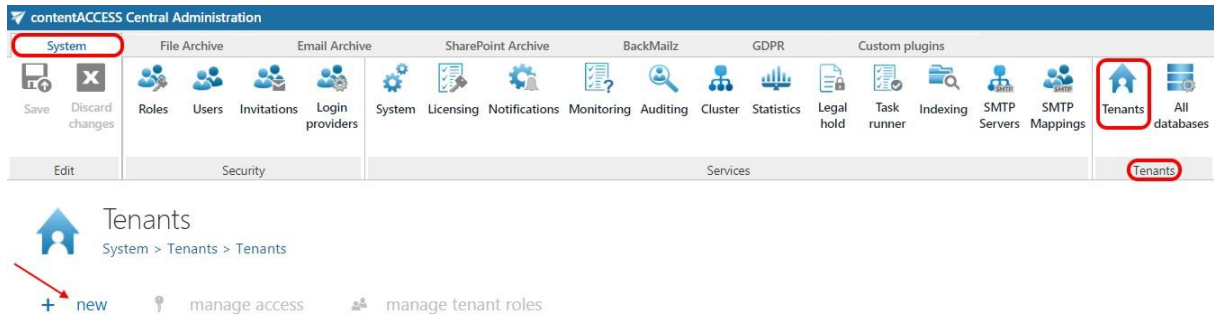 contentACCESS Central Administration
System File Archive Email Archive SharePoint Archive BackMailz GDPR Custom plugins
Save Discard changes Roles Users Invitations Login providers System Licensing Notifications Monitoring Auditing Cluster Statistics Legal hold Task runner Indexing SMTP SMTP Servers SMTP SMTP Mappings Tenants All databases
Edit Security Services Tenants
Tenants
System > Tenants > Tenants
+ new manage access manage tenant roles